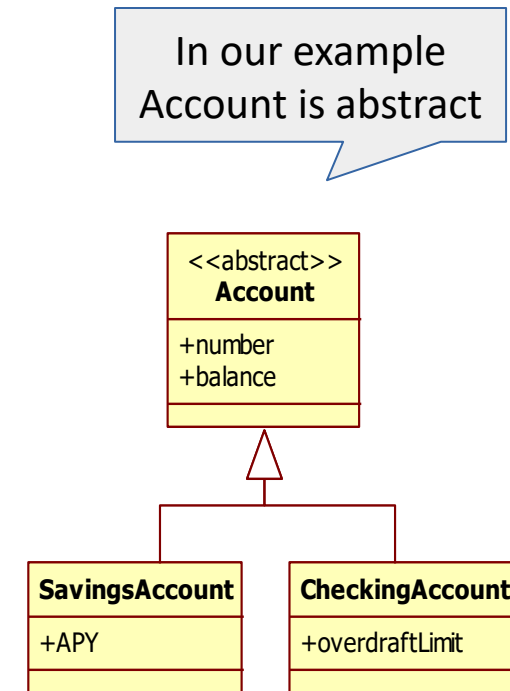 In our example
Account is abstract
<<abstract>>
Account
+number
+balance
SavingsAccount
+APY
CheckingAccount
+overdraftLimit